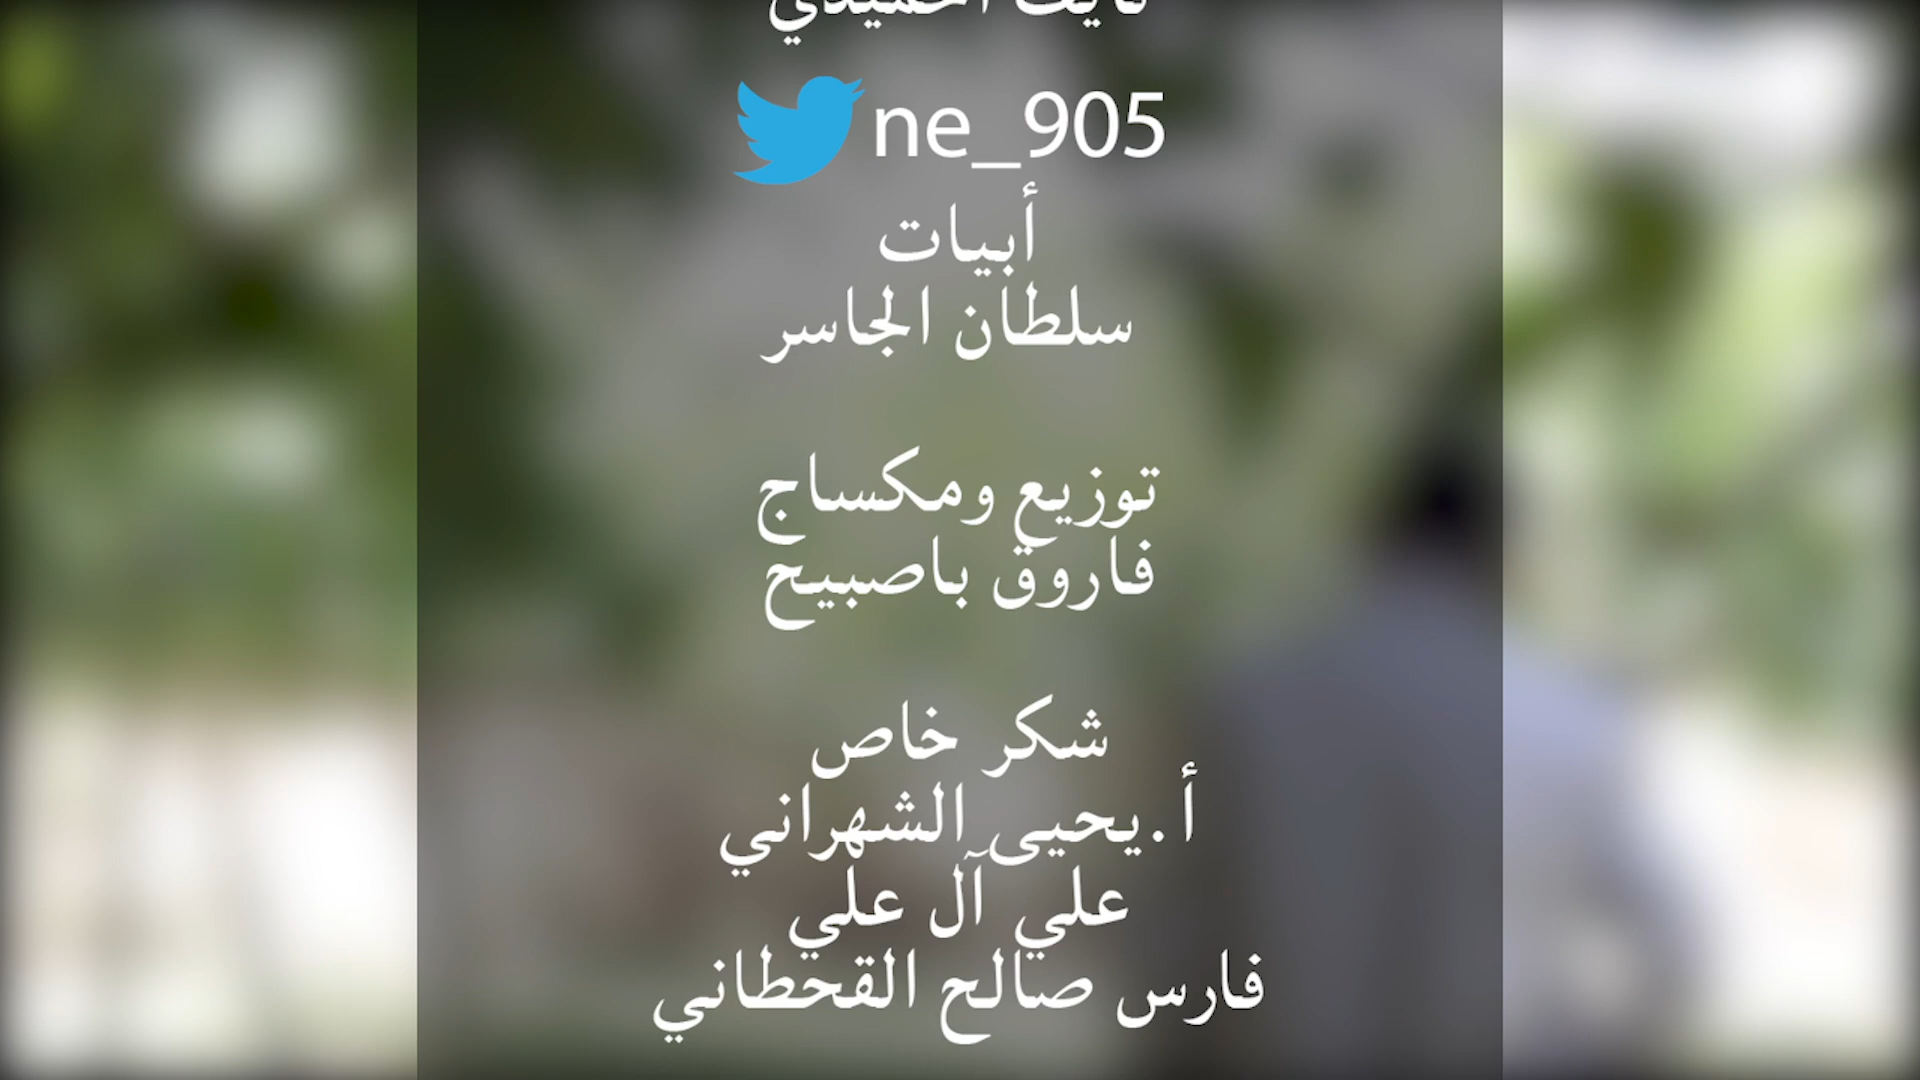 ne_905
أبيات
سلطان الجاسر
توزيع ومكساج
فاروق باصبيح
شكر خاص
أ.يحيى الشهراني
علي آل علي
فارس صالح القحطاني